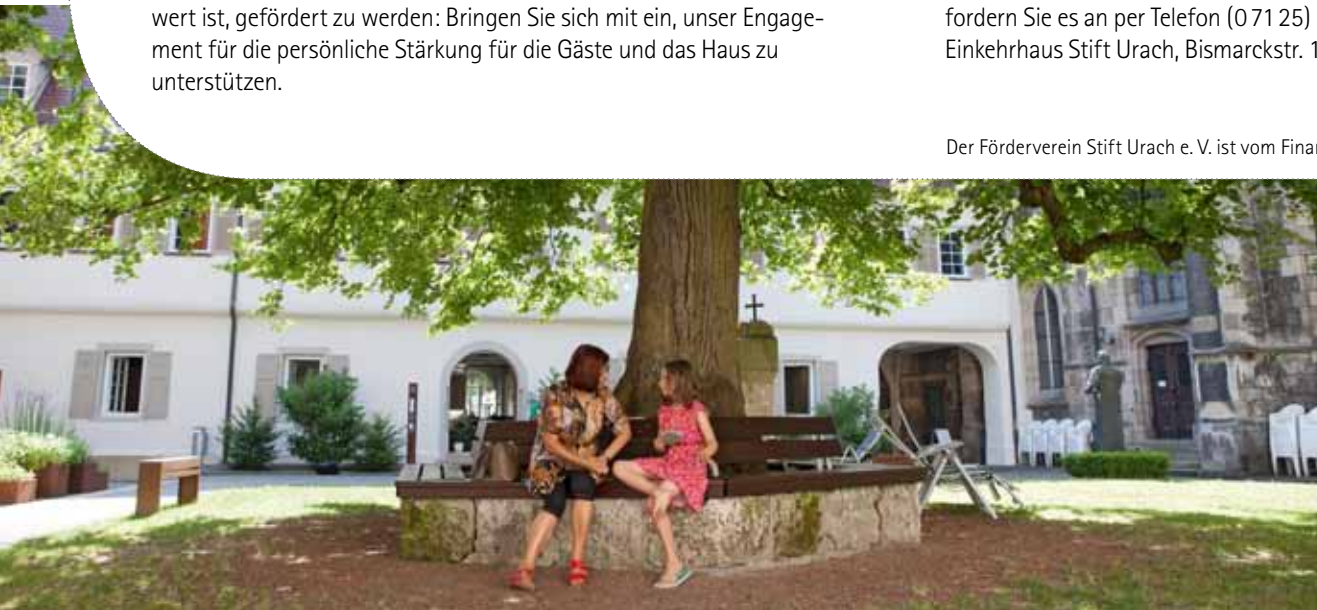 wert ist, gefördert zu werden: Bringen Sie sich mit ein, unser Engage-
ment für die persönliche Stärkung für die Gäste und das Haus zu
unterstützen.
fordern Sie es an per Telefon (0 71 25)
Einkehrhaus Stift Urach, Bismarckstr. 1
Der Förderverein Stift Urach e. V. ist vom Finan